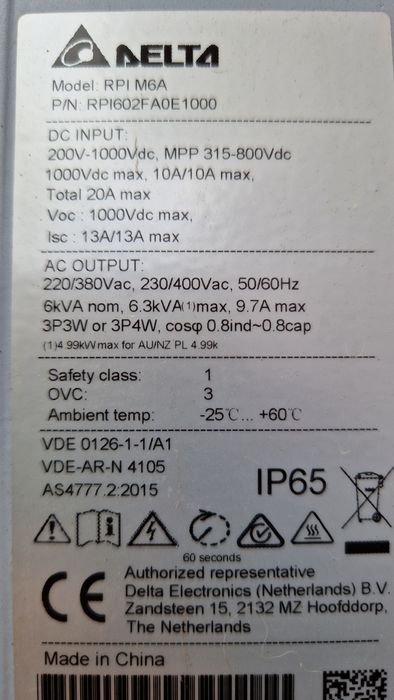 DELTA
Model: RPI M6A
P/N: RPI602FA0E1000
DC INPUT:
200V-1000Vdc, MPP 315-800Vdc
1000Vdc max, 10A/10A max,
Total 20A max
Voc : 1000Vdc max,
Isc : 13A/13A max
AC OUTPUT:
220/380Vac, 230/400Vac, 50/60Hz
6kVA nom, 6.3kVA(1)max, 9.7A max
3P3W or 3P4W, cosφ 0.8ind~0.8cap
(1)4.99kW max for AU/NZ PL 4.99k
Safety class: 1
OVC: 3
Ambient temp: -25℃... +60℃
VDE 0126-1-1/A1
VDE-AR-N 4105
AS4777.2:2015
IP65
60 seconds
CE
Authorized representative
Delta Electronics (Netherlands) B.V.
Zandsteen 15, 2132 MZ Hoofddorp,
The Netherlands
Made in China